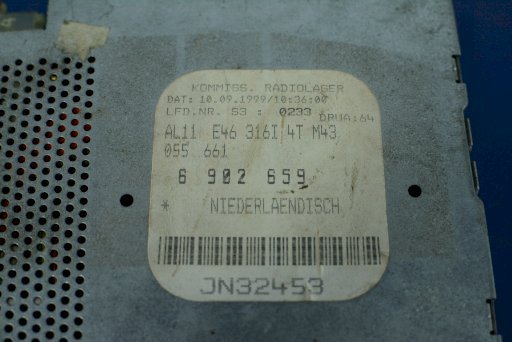 KOMMISS. RADIOLAGER
DAT: 10.09.1999/10:36:00
LFD.NR. S3 : 0233 DRUA:64
AL11 E46 316I 4T M43
055 661
6 902 659
* NIEDERLAENDISCH
JN32453